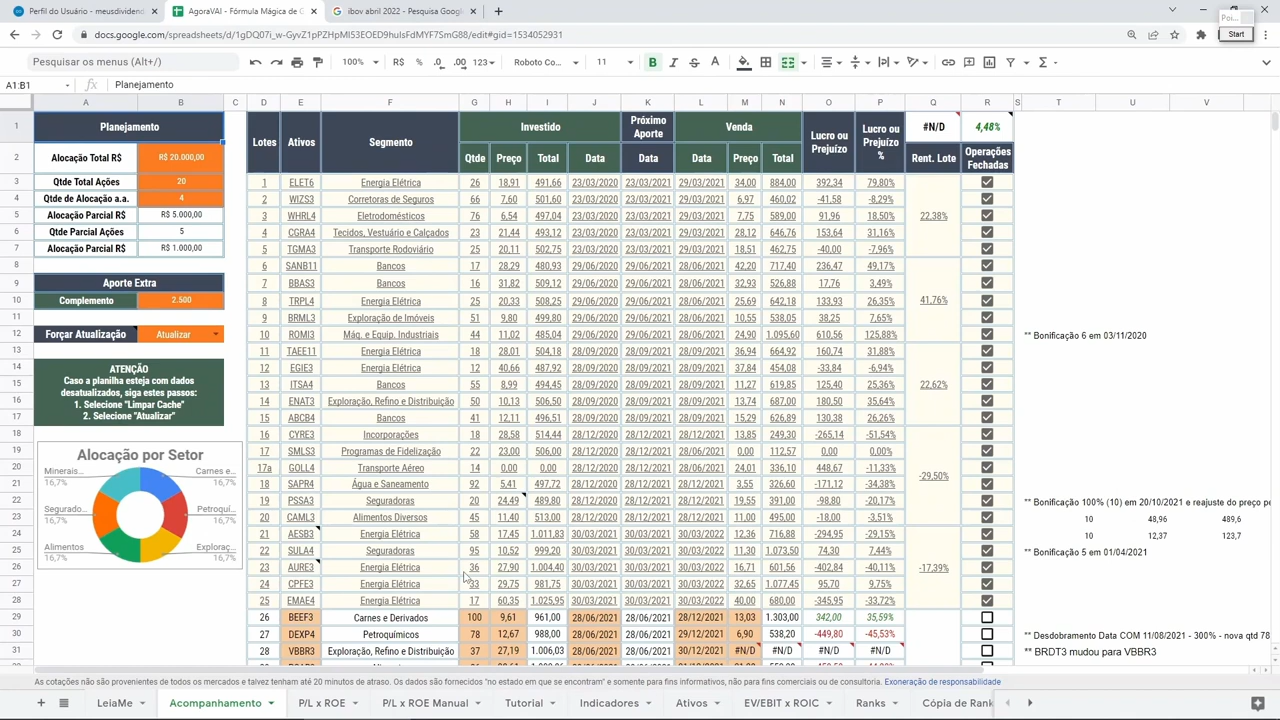 Perfil do Usuário - meusdividend
AgoraVAI - Fórmula Mágica de G
ibov abril 2022 - Pesquisa Goog
Poi...
Start
docs.google.com/spreadsheets/d/1gDQ07i_w-GyvZ1pPZHpMIS3EOED9hulsFdMYF7SmG88/edit#gid=1534052931
Pesquisar os menus (Alt+/) 100% R$ % .0 .00 123 Roboto Co... 11 B I S A Σ
A1:B1 fx Planejamento
A B C D E F G H I J K L M N O P Q R S T U V
1 Planejamento Lotes Ativos Segmento Investido Próximo Aporte Venda Lucro ou Prejuízo Lucro ou Prejuízo % #N/D 4,48%
2 Alocação Total R$ R$ 20.000,00 Qtde Preço Total Data Data Data Preço Total Rent. Lote Operações Fechadas
3 Qtde Total Ações 20 1 ELET6 Energia Elétrica 26 18,91 491,66 23/03/2020 23/03/2021 29/03/2021 34,00 884,00 392,34 79,80%
4 Qtde de Alocação a.a. 4 2 WIZS3 Corretoras de Seguros 66 7,60 501,60 23/03/2020 23/03/2021 29/03/2021 6,97 460,02 -41,58 -8,29%
5 Alocação Parcial R$ R$ 5.000,00 3 WHRL4 Eletrodomésticos 76 6,54 497,04 23/03/2020 23/03/2021 29/03/2021 7,75 589,00 91,96 18,50% 22,38%
6 Qtde Parcial Ações 5 4 CGRA4 Tecidos, Vestuário e Calçados 23 21,44 493,12 23/03/2020 23/03/2021 29/03/2021 28,12 646,76 153,64 31,16%
7 Alocação Parcial R$ R$ 1.000,00 5 TGMA3 Transporte Rodoviário 25 20,11 502,75 23/03/2020 23/03/2021 29/03/2021 18,51 462,75 -40,00 -7,96%
8 6 SANB11 Bancos 17 28,29 480,93 29/06/2020 29/06/2021 28/06/2021 42,20 717,40 236,47 49,17%
9 Aporte Extra 7 BBAS3 Bancos 16 31,82 509,12 29/06/2020 29/06/2021 28/06/2021 32,93 526,88 17,76 3,49%
10 Complemento 2.500 8 TRPL4 Energia Elétrica 25 20,33 508,25 29/06/2020 29/06/2021 28/06/2021 25,69 642,18 133,93 26,35% 41,76%
11 9 BRML3 Exploração de Imóveis 51 9,80 499,80 29/06/2020 29/06/2021 28/06/2021 10,55 538,05 38,25 7,65%
12 Forçar Atualização Atualizar 10 ROMI3 Máq. e Equip. Industriais 44 11,02 485,04 29/06/2020 29/06/2021 28/06/2021 24,90 1.095,60 610,56 125,88% ** Bonificação 6 em 03/11/2020
13 11 TAEE11 Energia Elétrica 18 28,01 504,18 28/09/2020 28/09/2021 28/09/2021 36,94 664,92 160,74 31,88%
14 ATENÇÃO 12 EGIE3 Energia Elétrica 12 40,66 487,92 28/09/2020 28/09/2021 28/09/2021 37,84 454,08 -33,84 -6,94%
Caso a planilha esteja com dados
desatualizados, siga estes passos:
1. Selecione "Limpar Cache"
2. Selecione "Atualizar"
15 13 ITSA4 Bancos 55 8,99 494,45 28/09/2020 28/09/2021 28/09/2021 11,27 619,85 125,40 25,36% 22,62%
16 14 ENAT3 Exploração, Refino e Distribuição 50 10,13 506,50 28/09/2020 28/09/2021 28/09/2021 13,74 687,00 180,50 35,64%
17 15 ABCB4 Bancos 41 12,11 496,51 28/09/2020 28/09/2021 28/09/2021 15,29 626,89 130,38 26,26%
18 16 CYRE3 Incorporações 18 28,58 514,44 28/12/2020 28/12/2021 28/12/2021 13,85 249,30 -265,14 -51,54%
19 17 SMLS3 Programas de Fidelização 22 23,00 506,00 28/12/2020 28/12/2021 28/12/2021 0,00 112,57 0,00 0,00%
20 17a GOLL4 Transporte Aéreo 14 0,00 0,00 28/12/2020 28/12/2021 28/12/2021 24,01 336,10 448,67 -11,33% -29,50%
21 18 SAPR4 Água e Saneamento 92 5,41 497,72 28/12/2020 28/12/2021 28/12/2021 3,55 326,60 -171,12 -34,38%
22 19 PSSA3 Seguradoras 20 24,49 489,80 28/12/2020 28/12/2021 28/12/2021 19,55 391,00 -98,80 -20,17% ** Bonificação 100% (10) em 20/10/2021 e reajuste do preço p
23 20 CAML3 Alimentos Diversos 45 11,40 513,00 28/12/2020 28/12/2021 28/12/2021 11,00 495,00 -18,00 -3,51% 10 48,96 489,6
24 21 AESB3 Energia Elétrica 58 17,45 1.011,83 30/03/2021 30/03/2022 30/03/2022 12,36 716,88 -294,95 -29,15% 10 12,37 123,7
25 22 SULA4 Seguradoras 95 10,52 999,20 30/03/2021 30/03/2022 30/03/2022 11,30 1.073,50 74,30 7,44% ** Bonificação 5 em 01/04/2021
26 23 AURE3 Energia Elétrica 36 27,90 1.004,40 30/03/2021 30/03/2022 30/03/2022 16,71 601,56 -402,84 -40,11% -17,39%
27 24 CPFE3 Energia Elétrica 33 29,75 981,75 30/03/2021 30/03/2022 30/03/2022 32,65 1.077,45 95,70 9,75%
28 25 EMAE4 Energia Elétrica 17 60,35 1.025,95 30/03/2021 30/03/2022 30/03/2022 40,00 680,00 -345,95 -33,72%
29 26 BEEF3 Carnes e Derivados 100 9,61 961,00 28/06/2021 28/06/2021 28/12/2021 13,03 1.303,00 342,00 35,59%
30 27 DEXP4 Petroquímicos 78 12,67 988,00 28/06/2021 28/06/2021 29/12/2021 6,90 538,20 -449,80 -45,53% ** Desdobramento Data COM 11/08/2021 - 300% - nova qtd 78
31 28 VBBR3 Exploração, Refino e Distribuição 37 27,19 1.006,03 28/06/2021 28/06/2021 30/12/2021 #N/D #N/D #N/D #N/D ** BRDT3 mudou para VBBR3
Alocação por Setor
Minerais... 16,7%
Carnes e... 16,7%
Segurado... 16,7%
Petroquí... 16,7%
Alimentos 16,7%
Exploraç... 16,7%
As cotações não são provenientes de todos os mercados e talvez tenham até 20 minutos de atraso. Os dados são fornecidos "no estado em que se encontram" e somente para fins informativos, não para fins comerciais ou de consultoria. Exoneração de responsabilidade
LeiaMe Acompanhamento P/L x ROE P/L x ROE Manual Tutorial Indicadores Ativos EV/EBIT x ROIC Ranks Cópia de Rank